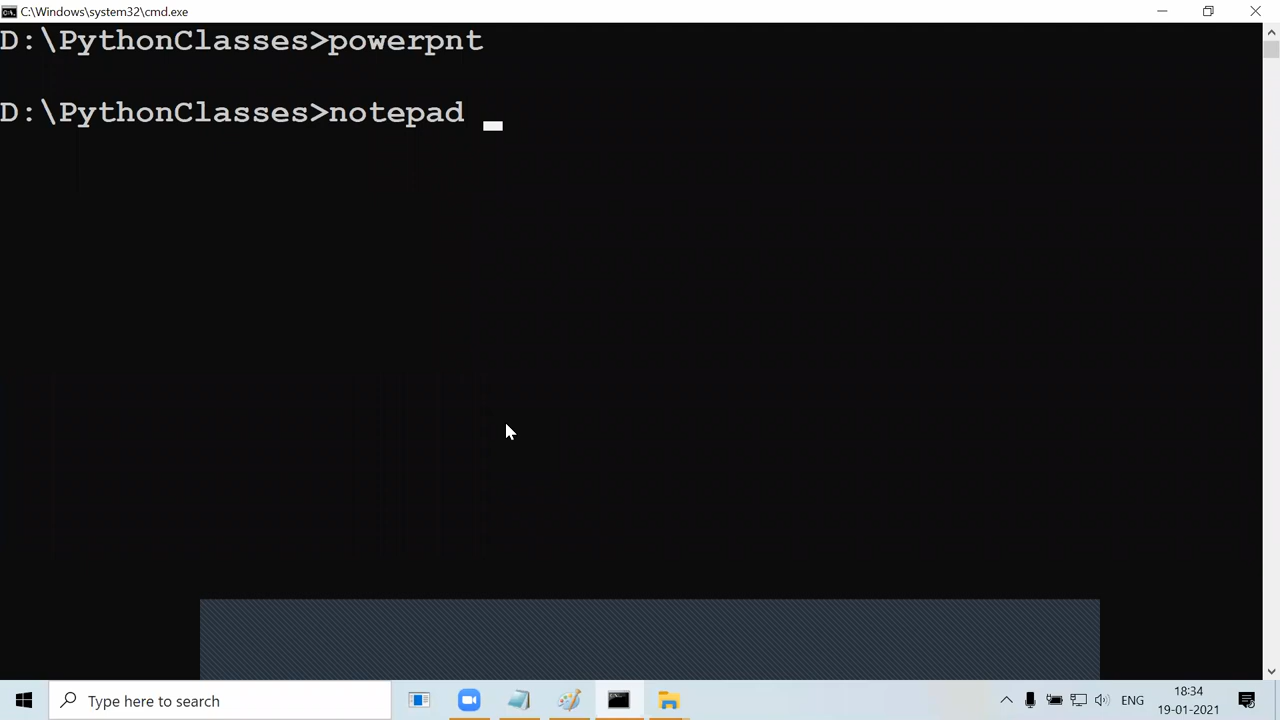 C:\Windows\system32\cmd.exe
D:\PythonClasses>powerpnt
D:\PythonClasses>notepad
Type here to search
ENG
18:34
19-01-2021